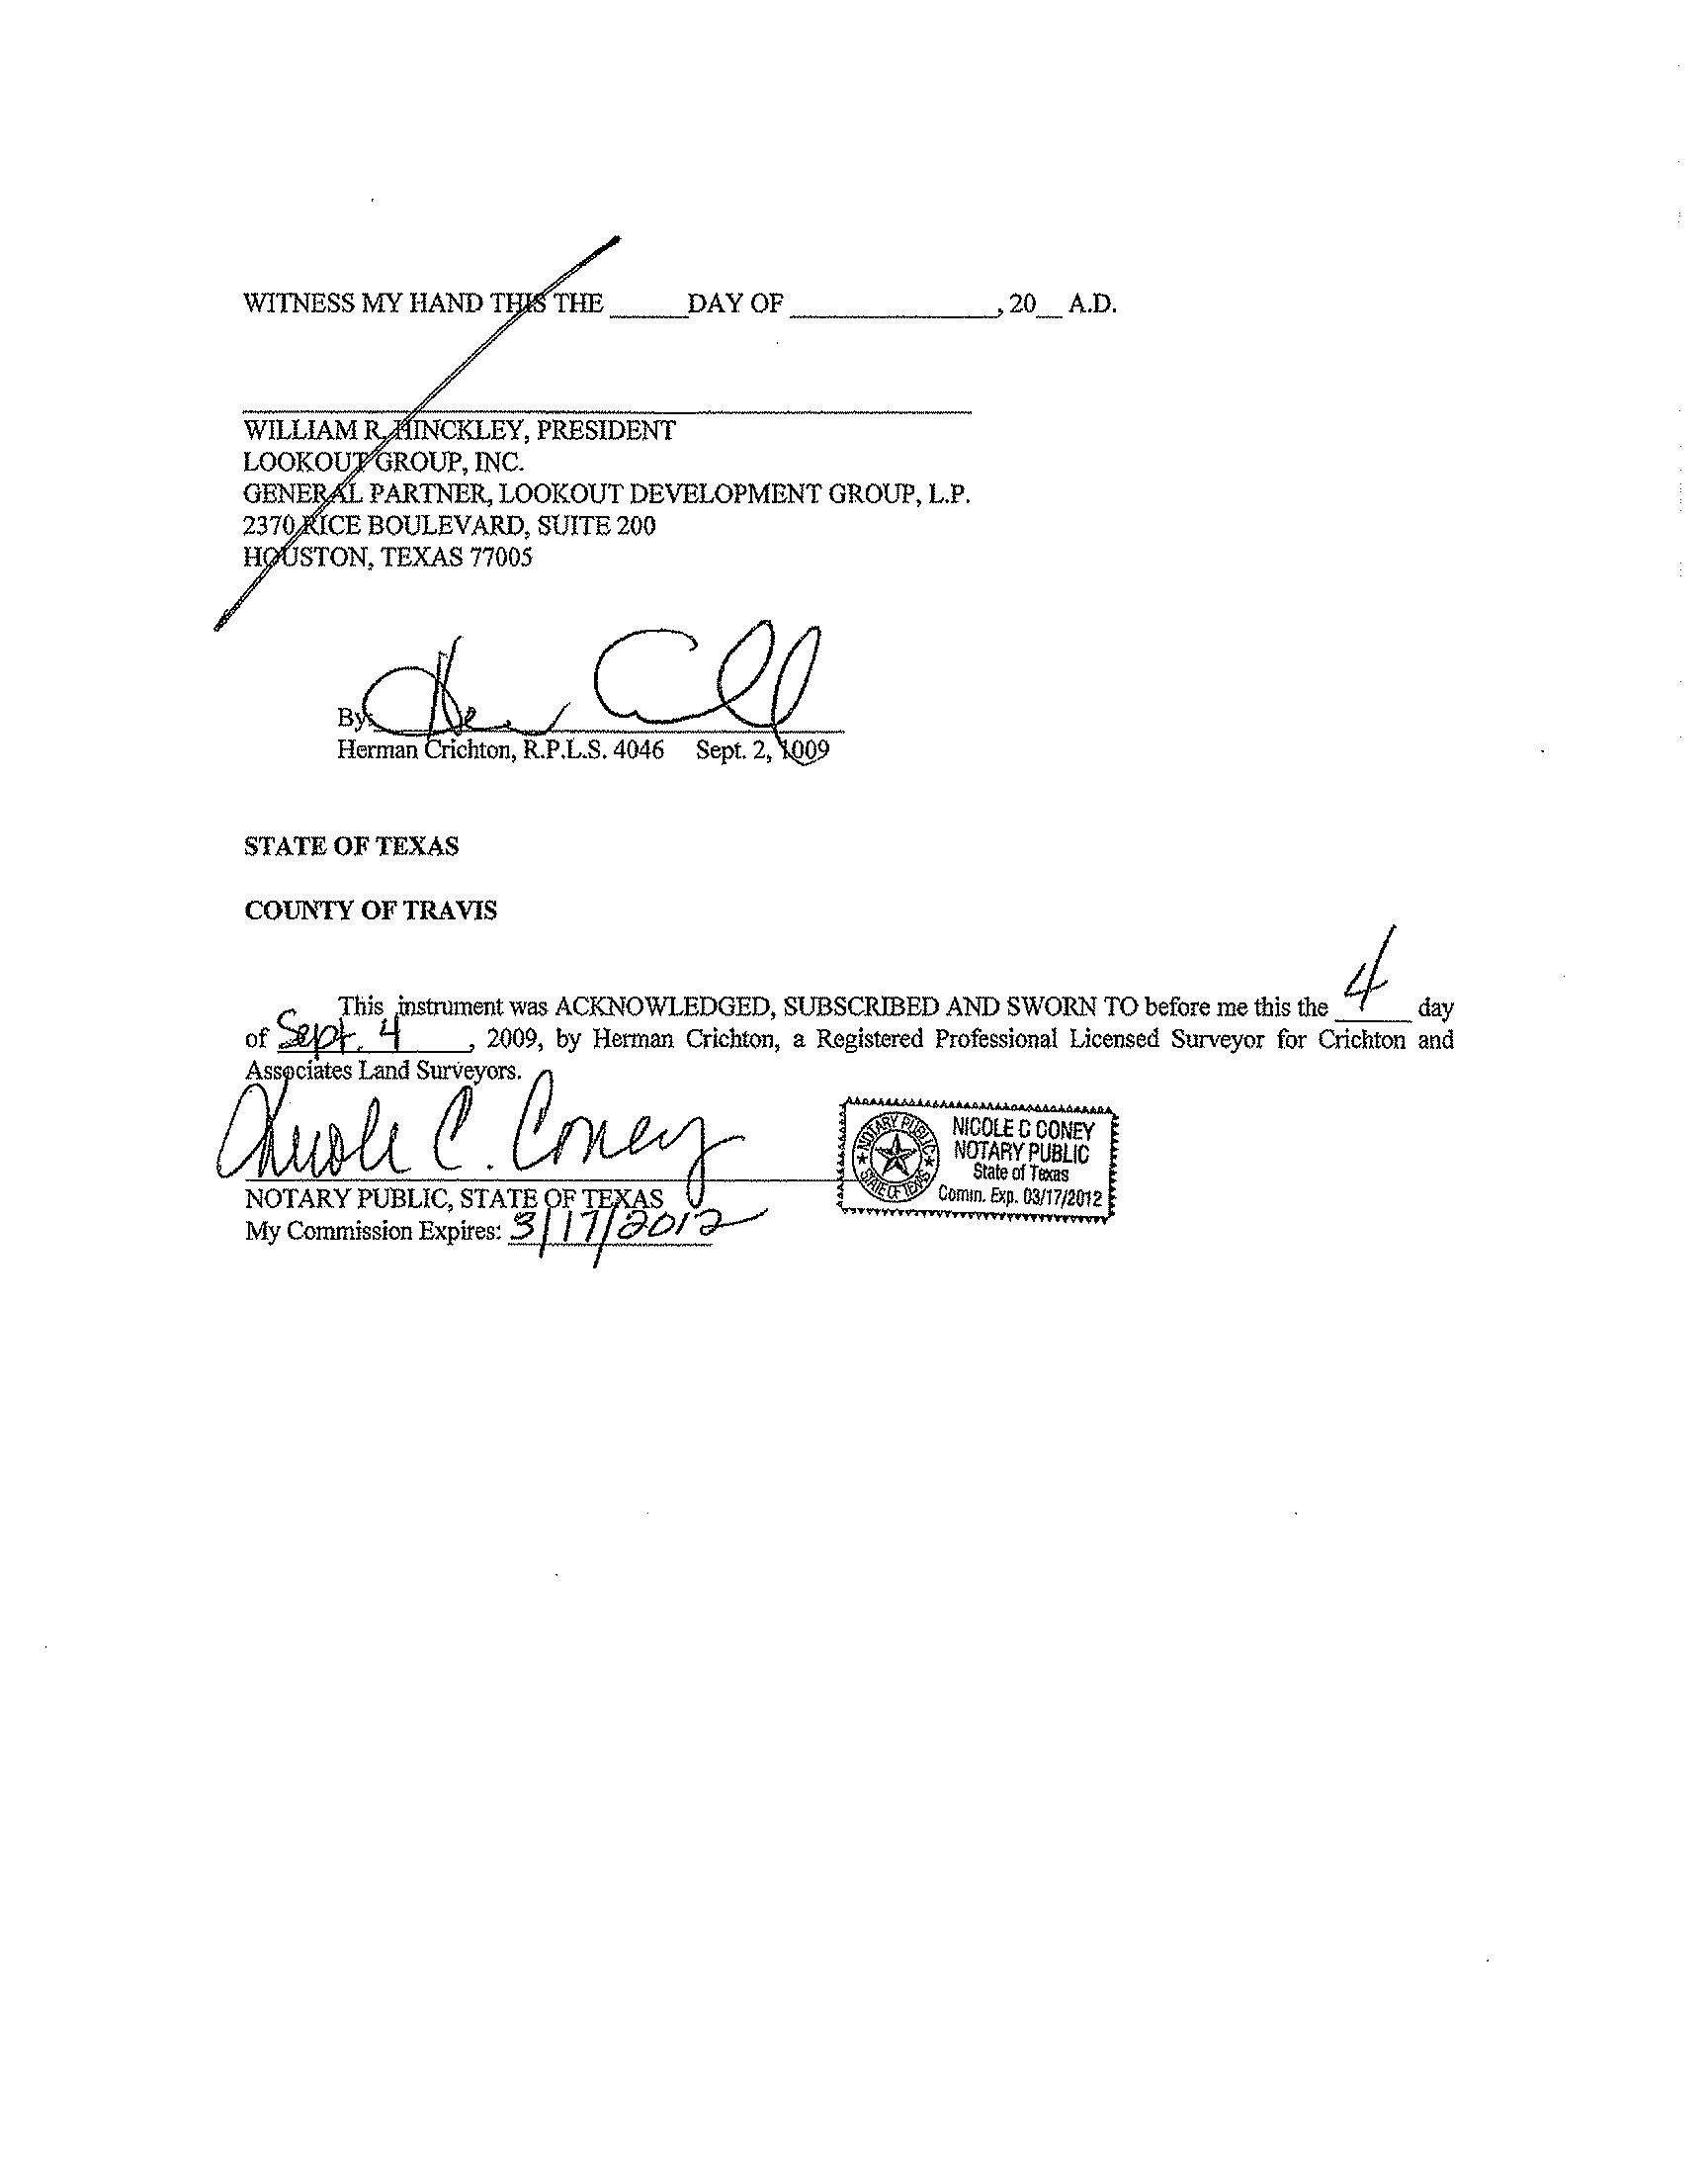 WITNESS MY HAND THIS THE ______DAY OF ________________, 20__ A.D.
WILLIAM R. HINCKLEY, PRESIDENT
LOOKOUT GROUP, INC.
GENERAL PARTNER, LOOKOUT DEVELOPMENT GROUP, L.P.
2370 RICE BOULEVARD, SUITE 200
HOUSTON, TEXAS 77005
By:
Herman Crichton, R.P.L.S. 4046 Sept. 2, 1009
STATE OF TEXAS
COUNTY OF TRAVIS
This instrument was ACKNOWLEDGED, SUBSCRIBED AND SWORN TO before me this the 4 day
of Sept. 4, 2009, by Herman Crichton, a Registered Professional Licensed Surveyor for Crichton and
Associates Land Surveyors.
Nicole C. Coney
NOTARY PUBLIC, STATE OF TEXAS
My Commission Expires: 3/17/2012
NOTARY PUBLIC
STATE OF TEXAS
NICOLE C CONEY
NOTARY PUBLIC
State of Texas
Comm. Exp. 03/17/2012